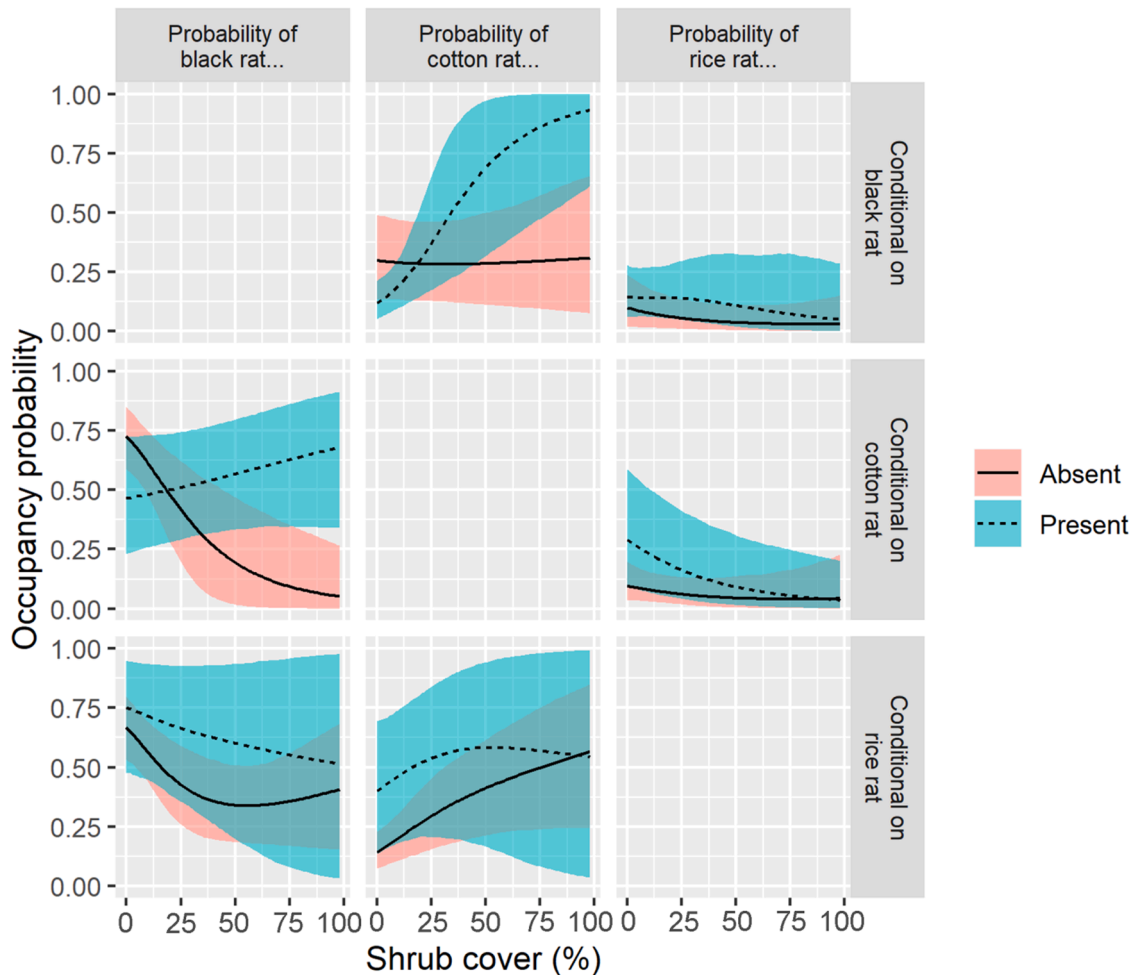 Probability of
black rat...
Probability of
cotton rat...
Probability of
rice rat...
Occupancy probability
1.00
0.75
0.50
0.25
0.00
Conditional on
black rat
1.00
0.75
0.50
0.25
0.00
Conditional on
cotton rat
1.00
0.75
0.50
0.25
0.00
Conditional on
rice rat
0 25 50 75 100
0 25 50 75 100
0 25 50 75 100
Shrub cover (%)
Absent
Present